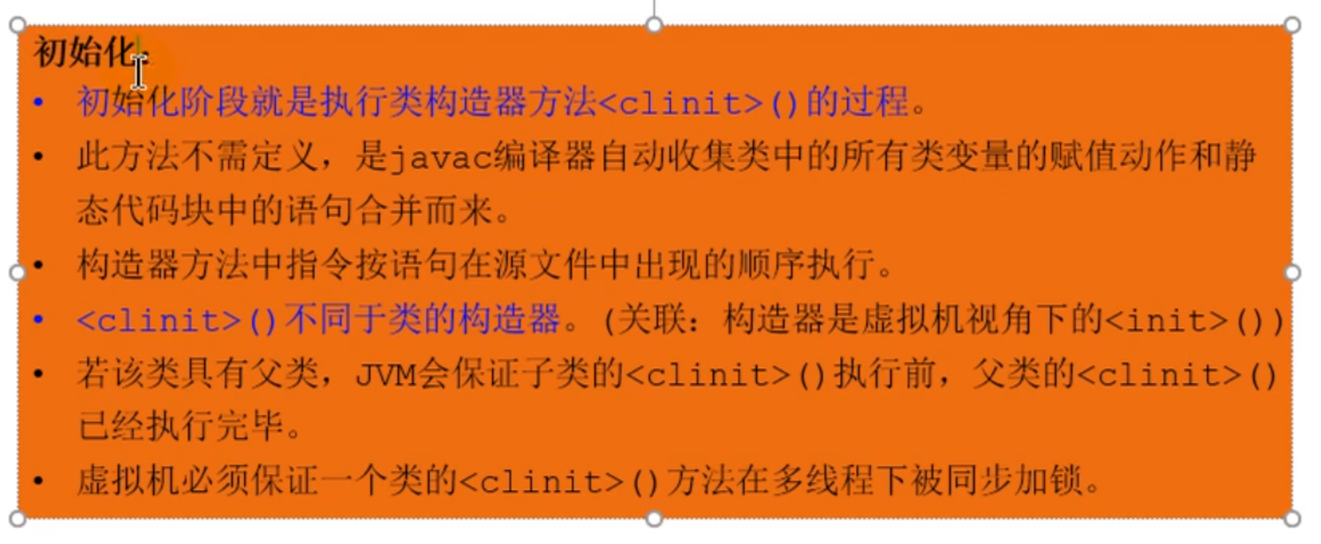 初始化:
• 初始化阶段就是执行类构造器方法<clinit>()的过程。
• 此方法不需定义，是javac编译器自动收集类中的所有类变量的赋值动作和静
态代码块中的语句合并而来。
• 构造器方法中指令按语句在源文件中出现的顺序执行。
• <clinit>()不同于类的构造器。(关联：构造器是虚拟机视角下的<init>())
• 若该类具有父类，JVM会保证子类的<clinit>()执行前，父类的<clinit>()
已经执行完毕。
• 虚拟机必须保证一个类的<clinit>()方法在多线程下被同步加锁。